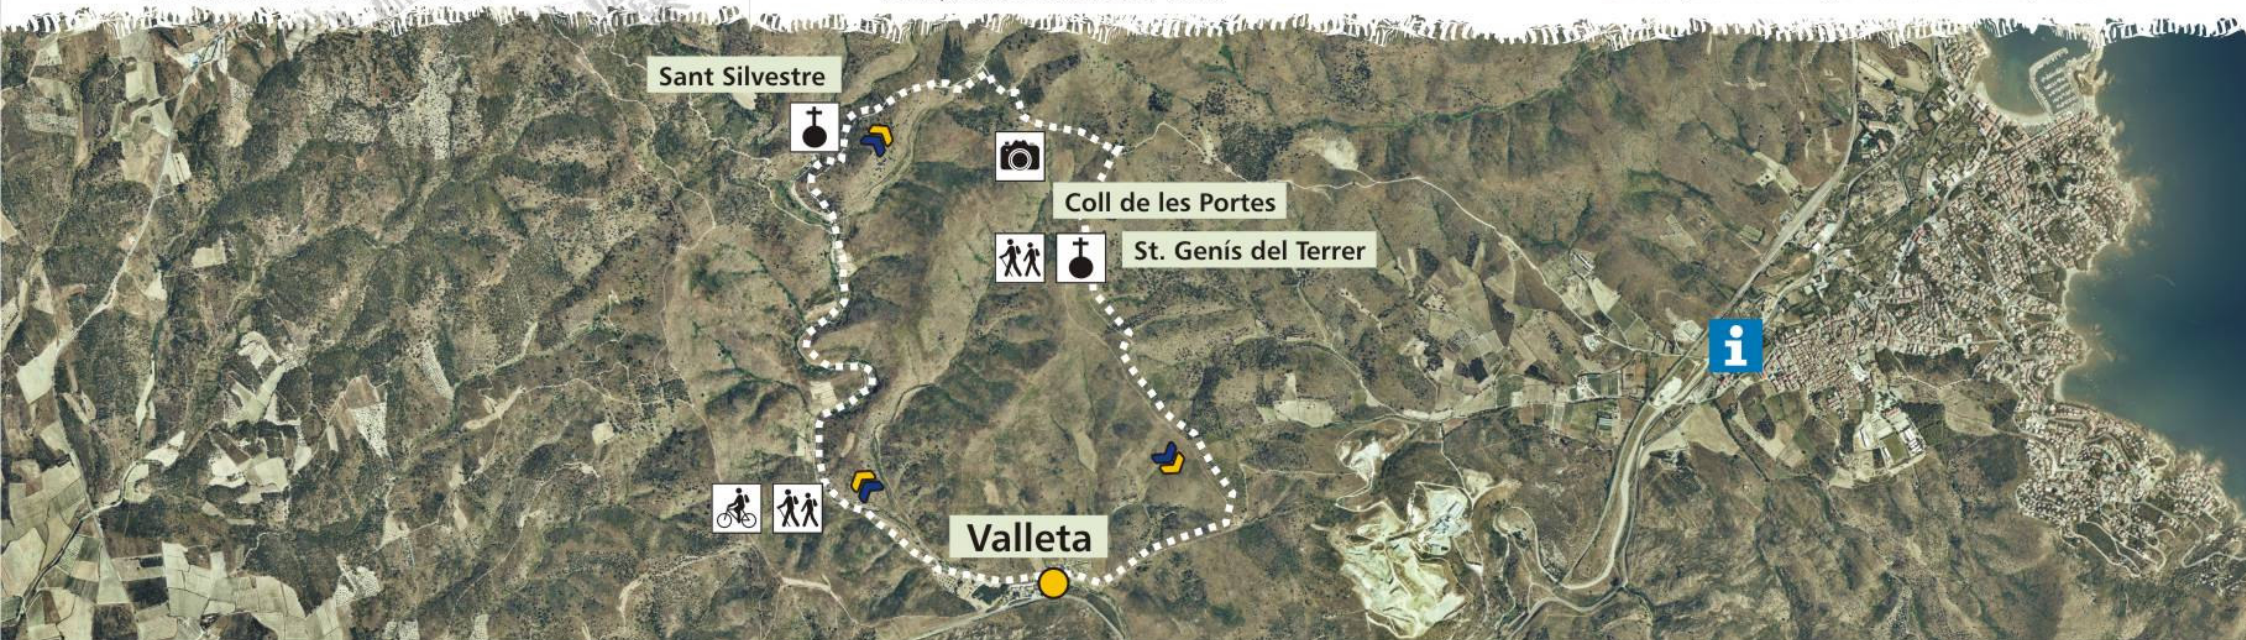 Sant Silvestre
Coll de les Portes
St. Genís del Terrer
i
Valleta